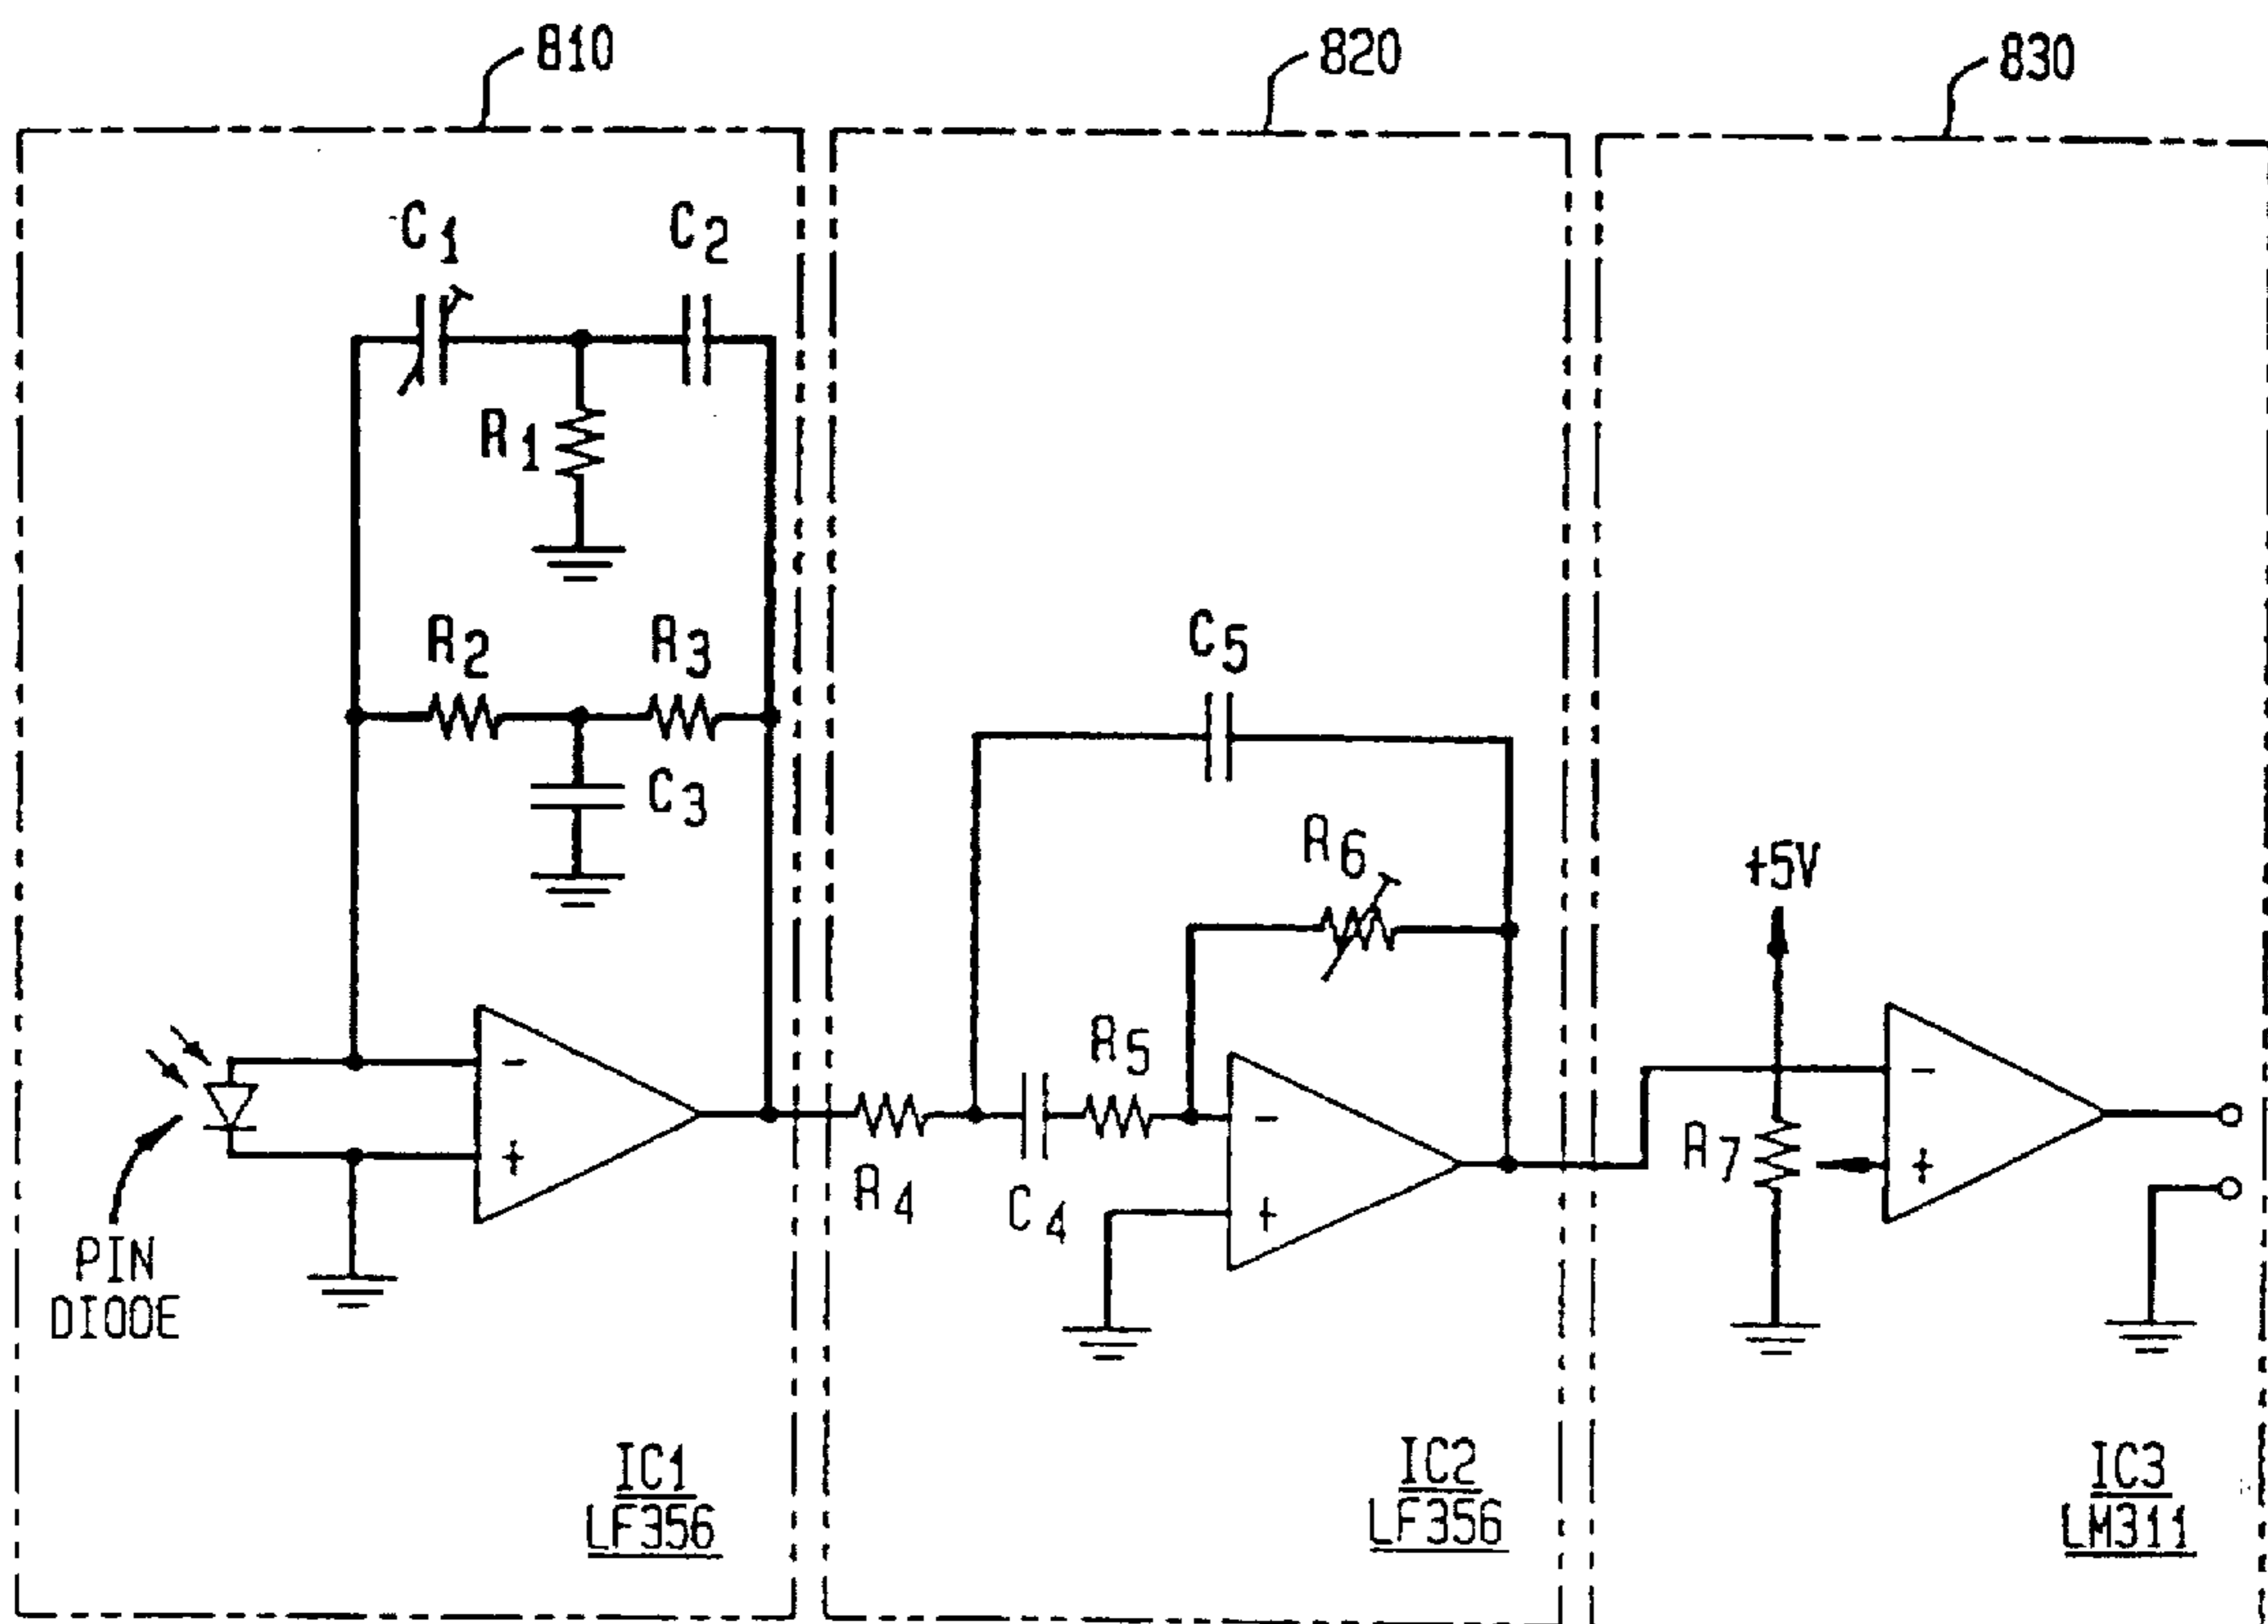 810
820
830
C1
C2
R1
R2
R3
C3
C5
R6
+5V
R5
R4
C4
R7
-
+
-
+
-
+
PIN
DIODE
IC1
LF356
IC2
LF356
IC3
LM311